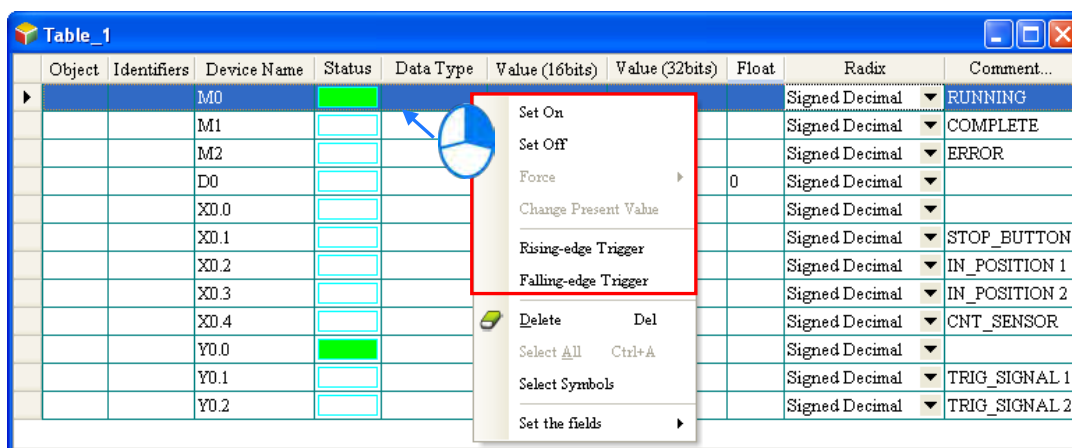 Table_1
Object Identifiers Device Name Status Data Type Value (16bits) Value (32bits) Float Radix Comment...
M0 Signed Decimal RUNNING
M1 Signed Decimal COMPLETE
M2 Signed Decimal ERROR
D0 0 Signed Decimal
X0.0 Signed Decimal
X0.1 Signed Decimal STOP_BUTTON
X0.2 Signed Decimal IN_POSITION 1
X0.3 Signed Decimal IN_POSITION 2
X0.4 Signed Decimal CNT_SENSOR
Y0.0 Signed Decimal
Y0.1 Signed Decimal TRIG_SIGNAL 1
Y0.2 Signed Decimal TRIG_SIGNAL 2
Set On
Set Off
Force
Change Present Value
Rising-edge Trigger
Falling-edge Trigger
Delete Del
Select All Ctrl+A
Select Symbols
Set the fields